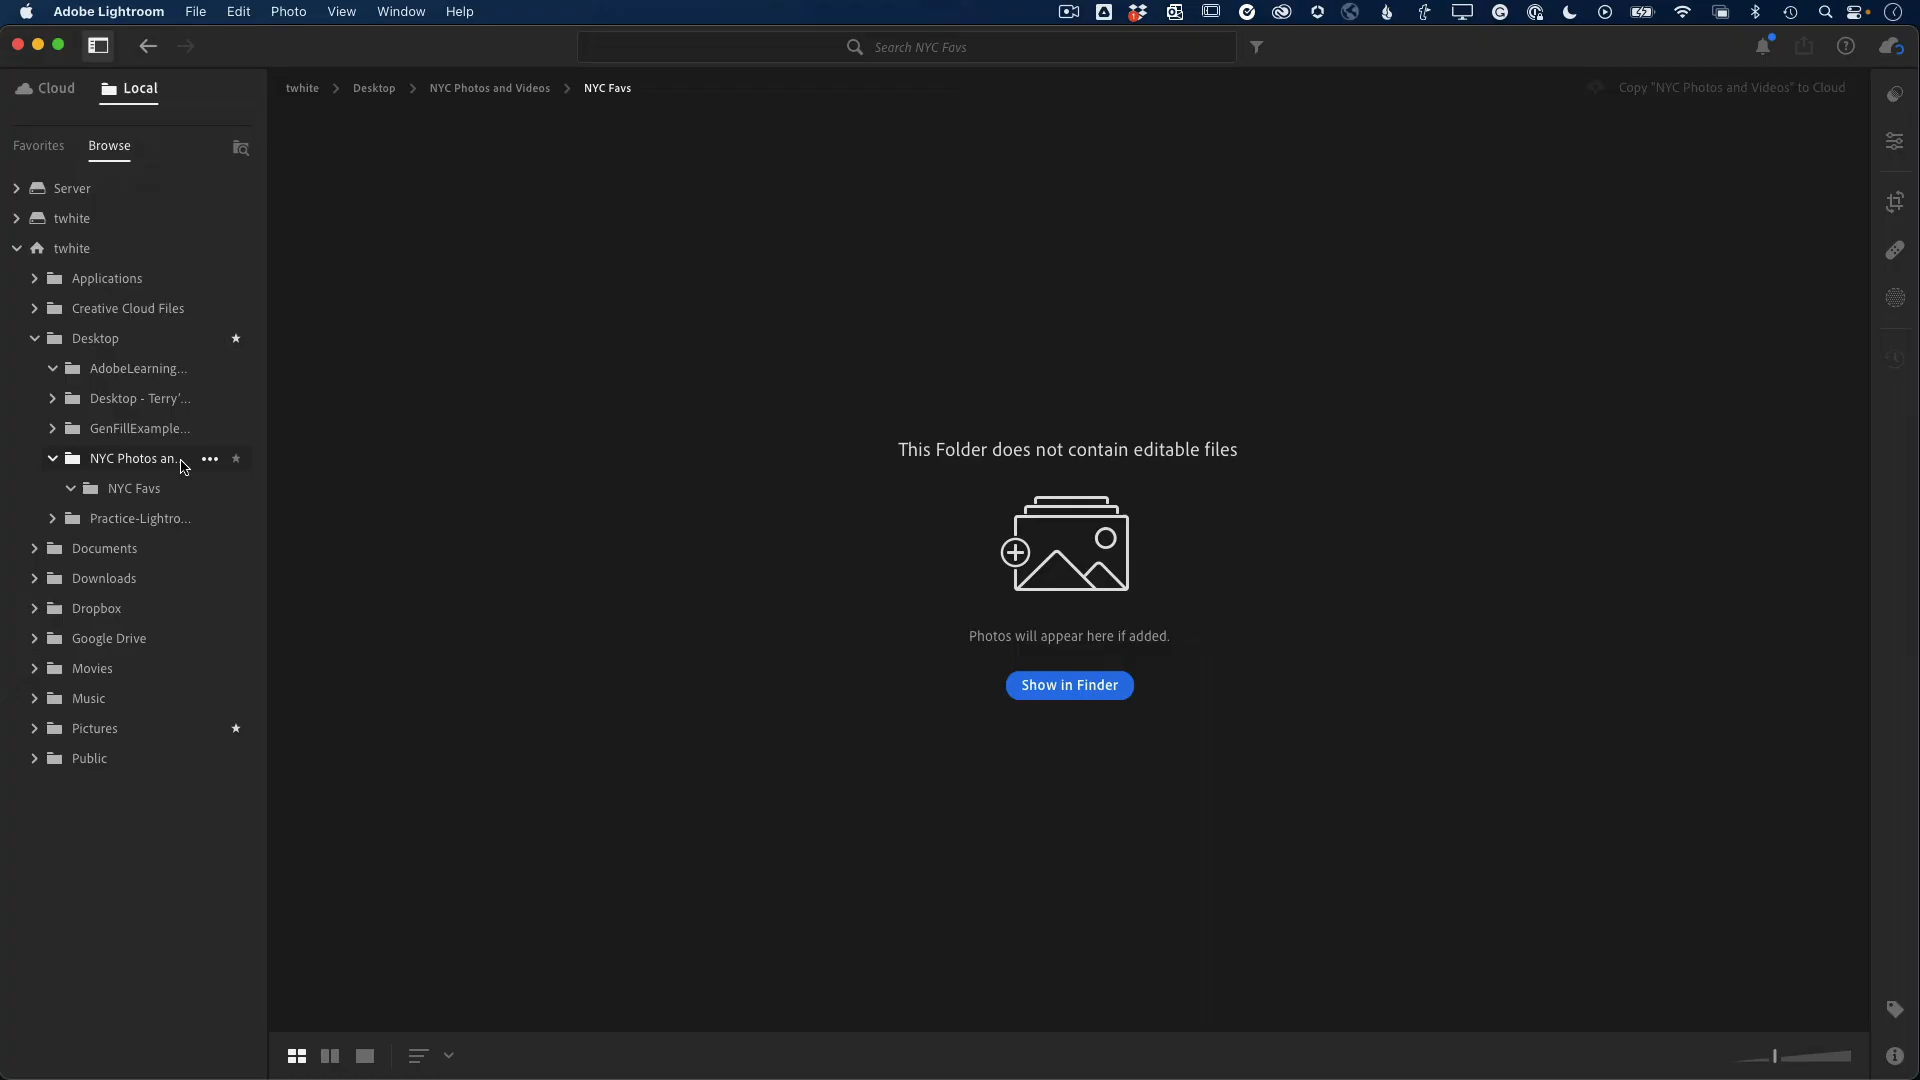 Adobe Lightroom File Edit Photo View Window Help
Search NYC Favs
Cloud Local
twhite > Desktop > NYC Photos and Videos > NYC Favs
Copy "NYC Photos and Videos" to Cloud
Favorites Browse
Server
twhite
twhite
Applications
Creative Cloud Files
Desktop
AdobeLearning...
Desktop - Terry'...
GenFillExample...
NYC Photos an...
NYC Favs
Practice-Lightro...
Documents
Downloads
Dropbox
Google Drive
Movies
Music
Pictures
Public
This Folder does not contain editable files
Photos will appear here if added.
Show in Finder